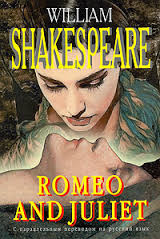 WILLIAM
SHAKESPEARE
ROMEO
AND JULIET
С параллельным переводом на русский язык